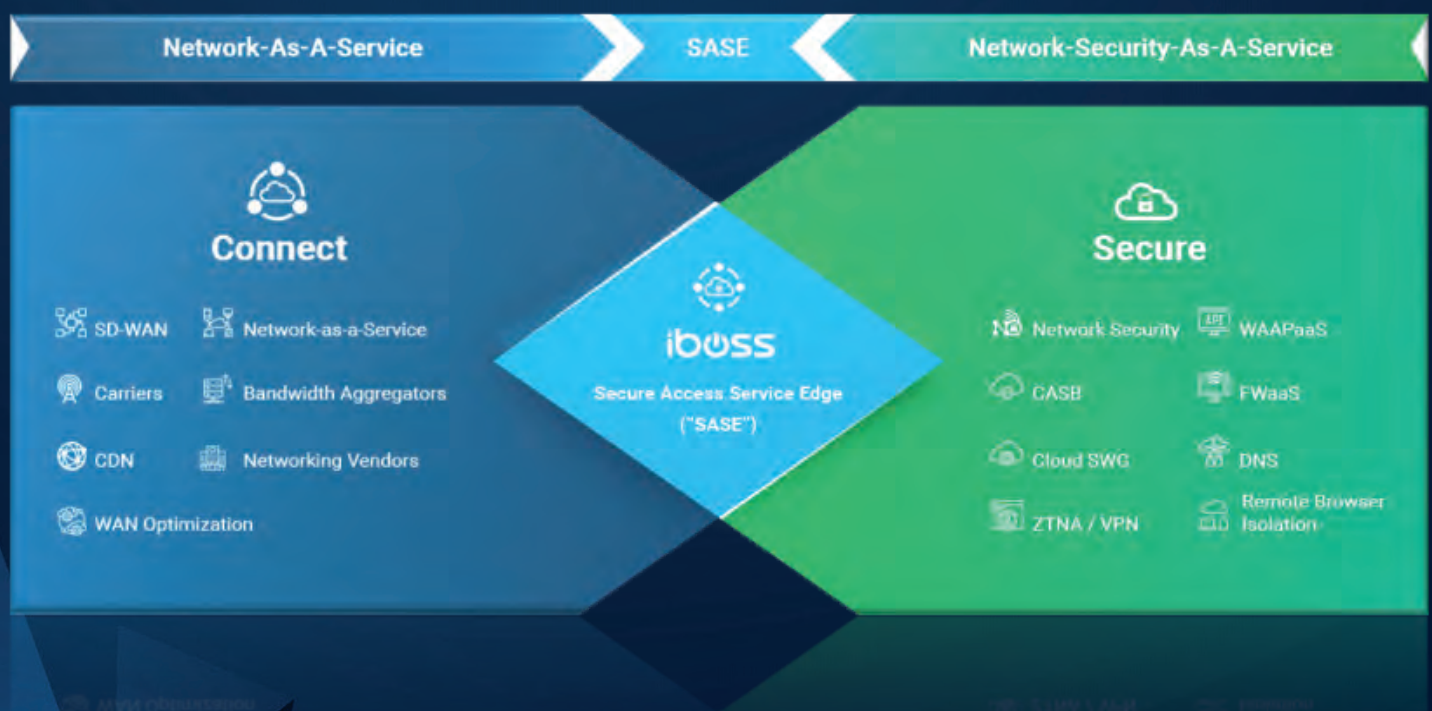 Network-As-A-Service
SASE
Network-Security-As-A-Service
Connect
SD-WAN
Network-as-a-Service
Carriers
Bandwidth Aggregators
CDN
Networking Vendors
WAN Optimization
iboss
Secure Access Service Edge
("SASE")
Secure
Network Security
WAAPaaS
CASB
FWaaS
Cloud SWG
DNS
ZTNA / VPN
Remote Browser
Isolation